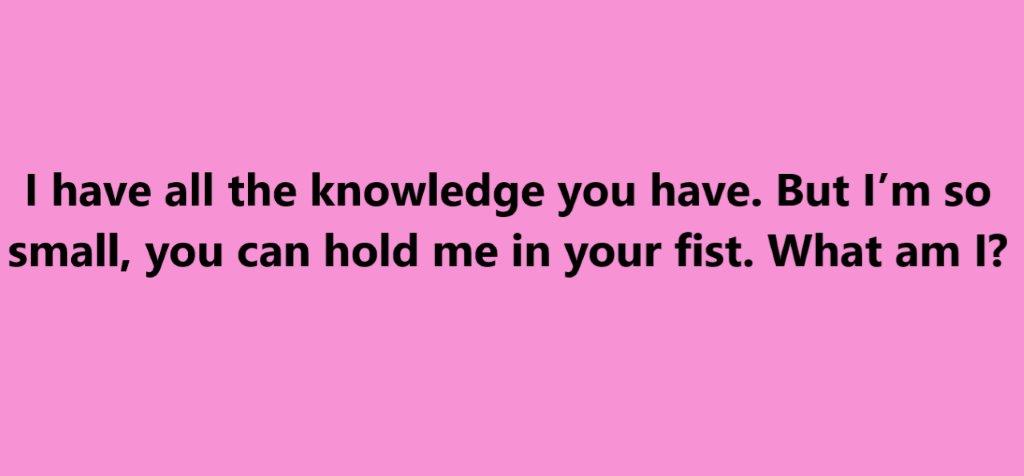 I have all the knowledge you have. But I’m so
small, you can hold me in your fist. What am I?